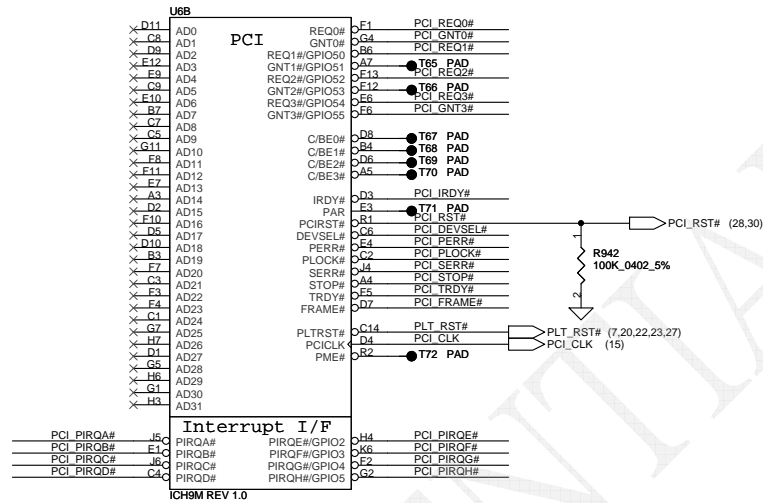 U6B
PCI
D11 AD0
C8 AD1
D9 AD2
E12 AD3
E9 AD4
C9 AD5
E10 AD6
B7 AD7
C7 AD8
C5 AD9
G11 AD10
F8 AD11
F11 AD12
E7 AD13
A3 AD14
D2 AD15
F10 AD16
D5 AD17
D10 AD18
B3 AD19
F7 AD20
C3 AD21
F3 AD22
F4 AD23
C1 AD24
G7 AD25
H7 AD26
D1 AD27
G5 AD28
H6 AD29
G1 AD30
H3 AD31
REQ0# F1 PCI_REQ0#
GNT0# G4 PCI_GNT0#
REQ1#/GPIO50 B6 PCI_REQ1#
GNT1#/GPIO51 A7 T65 PAD
REQ2#/GPIO52 F13 PCI_REQ2#
GNT2#/GPIO53 F12 T66 PAD
REQ3#/GPIO54 E6 PCI_REQ3#
GNT3#/GPIO55 F6 PCI_GNT3#
C/BE0# D8 T67 PAD
C/BE1# B4 T68 PAD
C/BE2# D6 T69 PAD
C/BE3# A5 T70 PAD
IRDY# D3 PCI_IRDY#
PAR E3 T71 PAD
PCIRST# R1 PCI_RST# PCI_RST# (28,30)
DEVSEL# C6 PCI_DEVSEL#
PERR# E4 PCI_PERR#
PLOCK# C2 PCI_PLOCK#
SERR# J4 PCI_SERR#
STOP# A4 PCI_STOP#
TRDY# F5 PCI_TRDY#
FRAME# D7 PCI_FRAME#
1
R942
100K_0402_5%
2
PLTRST# C14 PLT_RST# PLT_RST# (7,20,22,23,27)
PCICLK D4 PCI_CLK PCI_CLK (15)
PME# R2 T72 PAD
Interrupt I/F
PCI_PIRQA# J5 PIRQA# PIRQE#/GPIO2 H4 PCI_PIRQE#
PCI_PIRQB# E1 PIRQB# PIRQF#/GPIO3 K6 PCI_PIRQF#
PCI_PIRQC# J6 PIRQC# PIRQG#/GPIO4 F2 PCI_PIRQG#
PCI_PIRQD# C4 PIRQD# PIRQH#/GPIO5 G2 PCI_PIRQH#
ICH9M REV 1.0